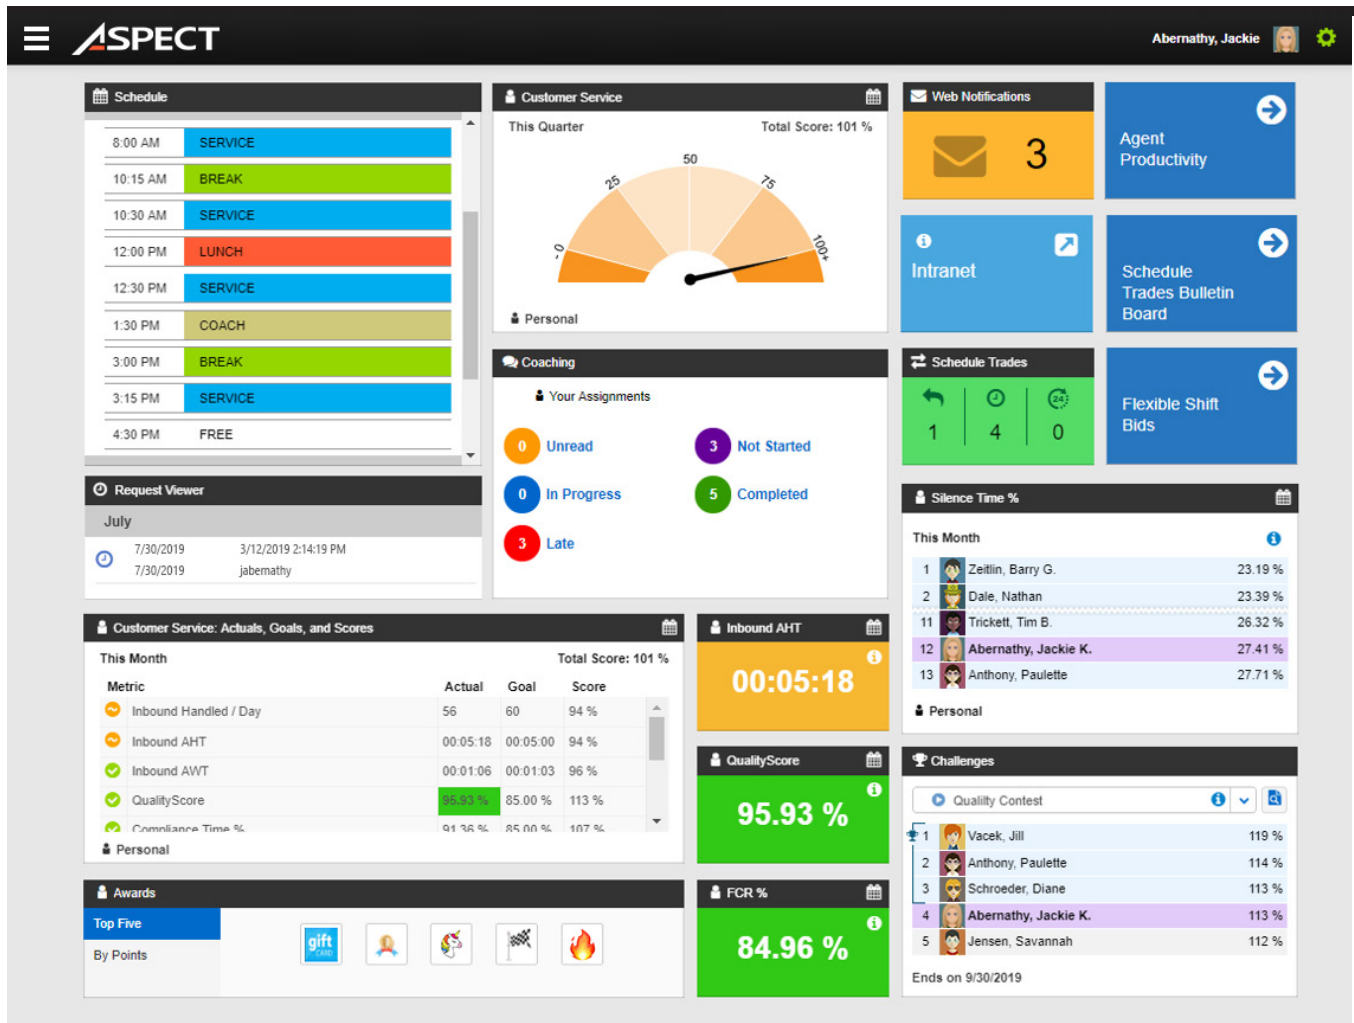 ASPECT
Abernathy, Jackie
Schedule
8:00 AM SERVICE
10:15 AM BREAK
10:30 AM SERVICE
12:00 PM LUNCH
12:30 PM SERVICE
1:30 PM COACH
3:00 PM BREAK
3:15 PM SERVICE
4:30 PM FREE
Request Viewer
July
7/30/2019 3/12/2019 2:14:19 PM
7/30/2019 jabernathy
Customer Service
This Quarter Total Score: 101 %
-0
25
50
75
100+
Personal
Coaching
Your Assignments
0 Unread
3 Not Started
0 In Progress
5 Completed
3 Late
Web Notifications
3
Agent
Productivity
Intranet
Schedule
Trades Bulletin
Board
Schedule Trades
24
1 4 0
Flexible Shift
Bids
Silence Time %
This Month
1 Zeitlin, Barry G. 23.19 %
2 Dale, Nathan 23.39 %
11 Trickett, Tim B. 26.32 %
12 Abernathy, Jackie K. 27.41 %
13 Anthony, Paulette 27.71 %
Personal
Customer Service: Actuals, Goals, and Scores
This Month Total Score: 101 %
Metric Actual Goal Score
Inbound Handled / Day 56 60 94 %
Inbound AHT 00:05:18 00:05:00 94 %
Inbound AWT 00:01:06 00:01:03 96 %
QualityScore 95.93 % 85.00 % 113 %
Compliance Time % 91.36 % 85.00 % 107 %
Personal
Inbound AHT
00:05:18
QualityScore
95.93 %
FCR %
84.96 %
Awards
Top Five
By Points
gift
CARD
Challenges
Qualilty Contest
1 Vacek, Jill 119 %
2 Anthony, Paulette 114 %
3 Schroeder, Diane 113 %
4 Abernathy, Jackie K. 113 %
5 Jensen, Savannah 112 %
Ends on 9/30/2019